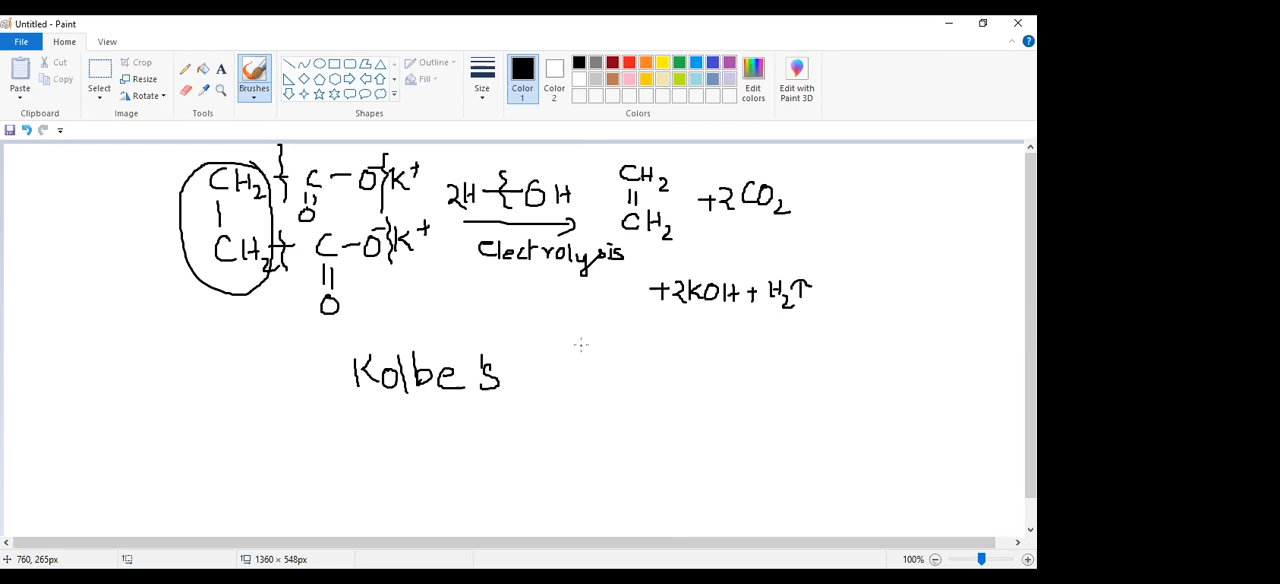 Untitled - Paint
File Home View
Paste Cut Copy
Clipboard
Select Crop Resize Rotate
Image
A
Tools
Brushes
Outline Fill
Shapes
Size
Color 1 Color 2
Edit colors
Edit with Paint 3D
Colors
CH2 C - O- K+
O
CH2 C - O- K+
O
2H - OH
Electrolysis
CH2
CH2
+2CO2
+2KOH + H2↑
Kolbe's
760, 265px 1360 × 548px 100%